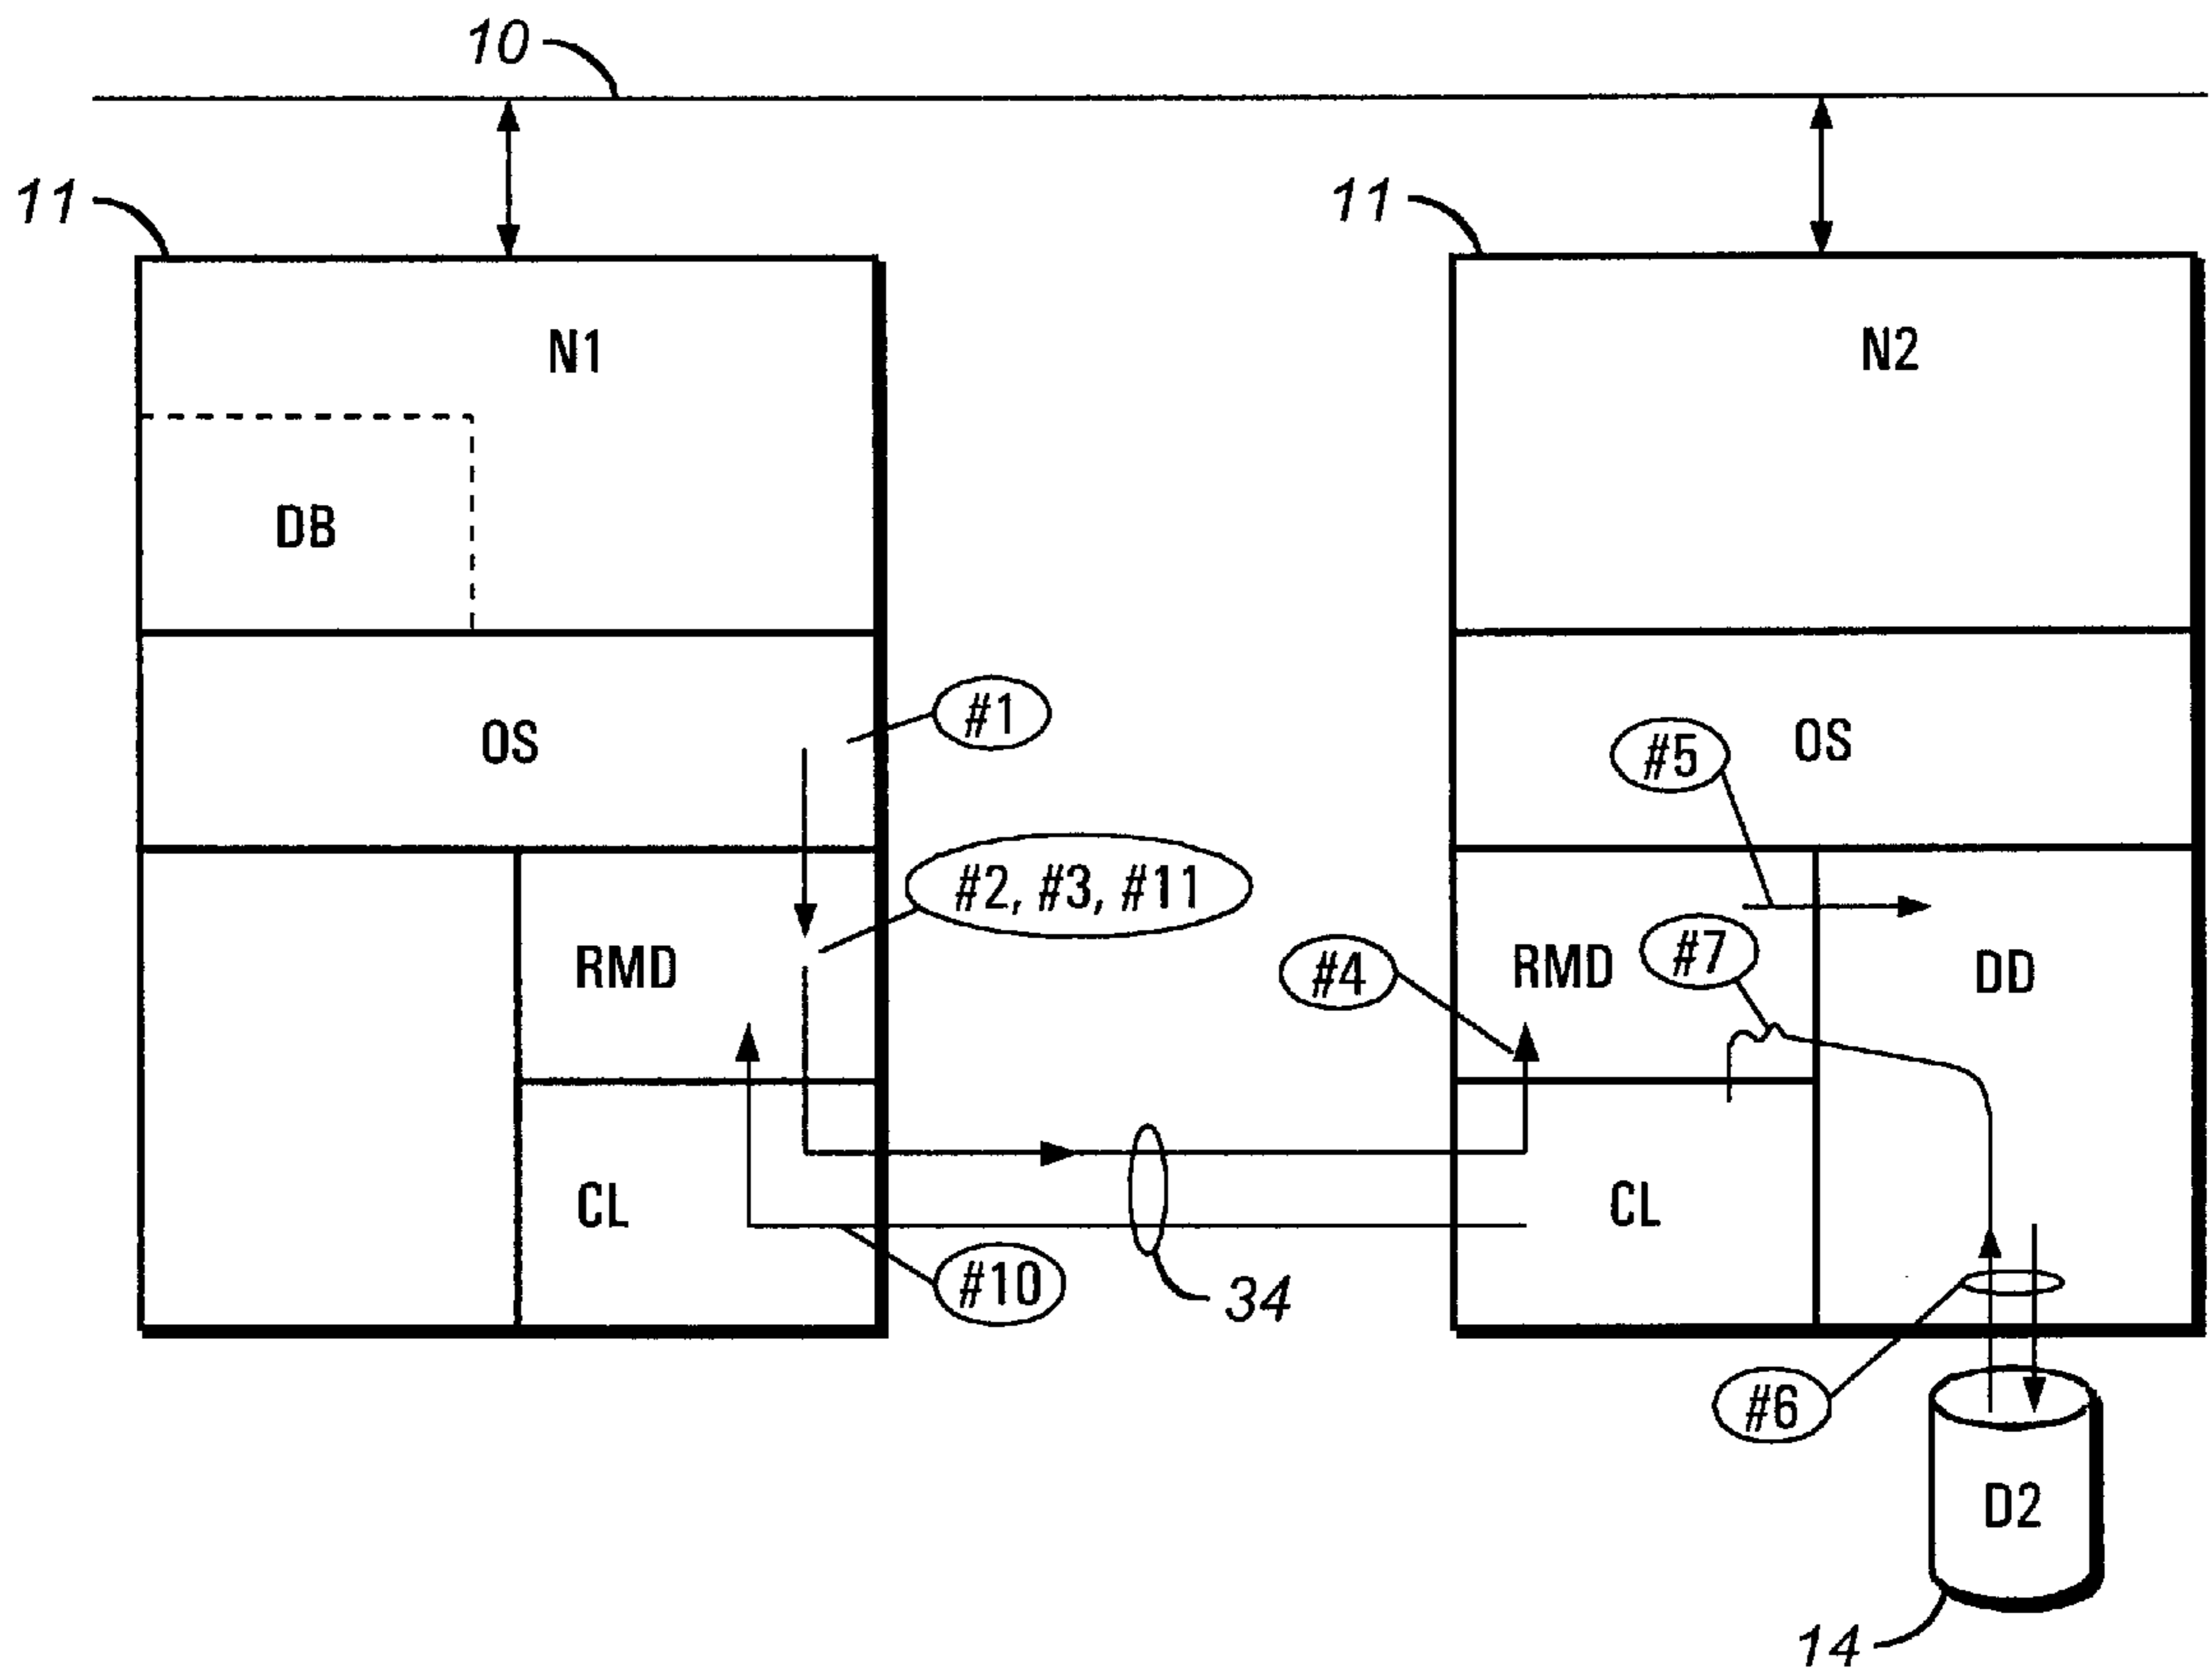 10
11
11
N1
N2
DB
OS
#1
OS
#5
#2, #3, #11
RMD
#4
RMD
#7
DD
CL
CL
#10
34
#6
D2
14